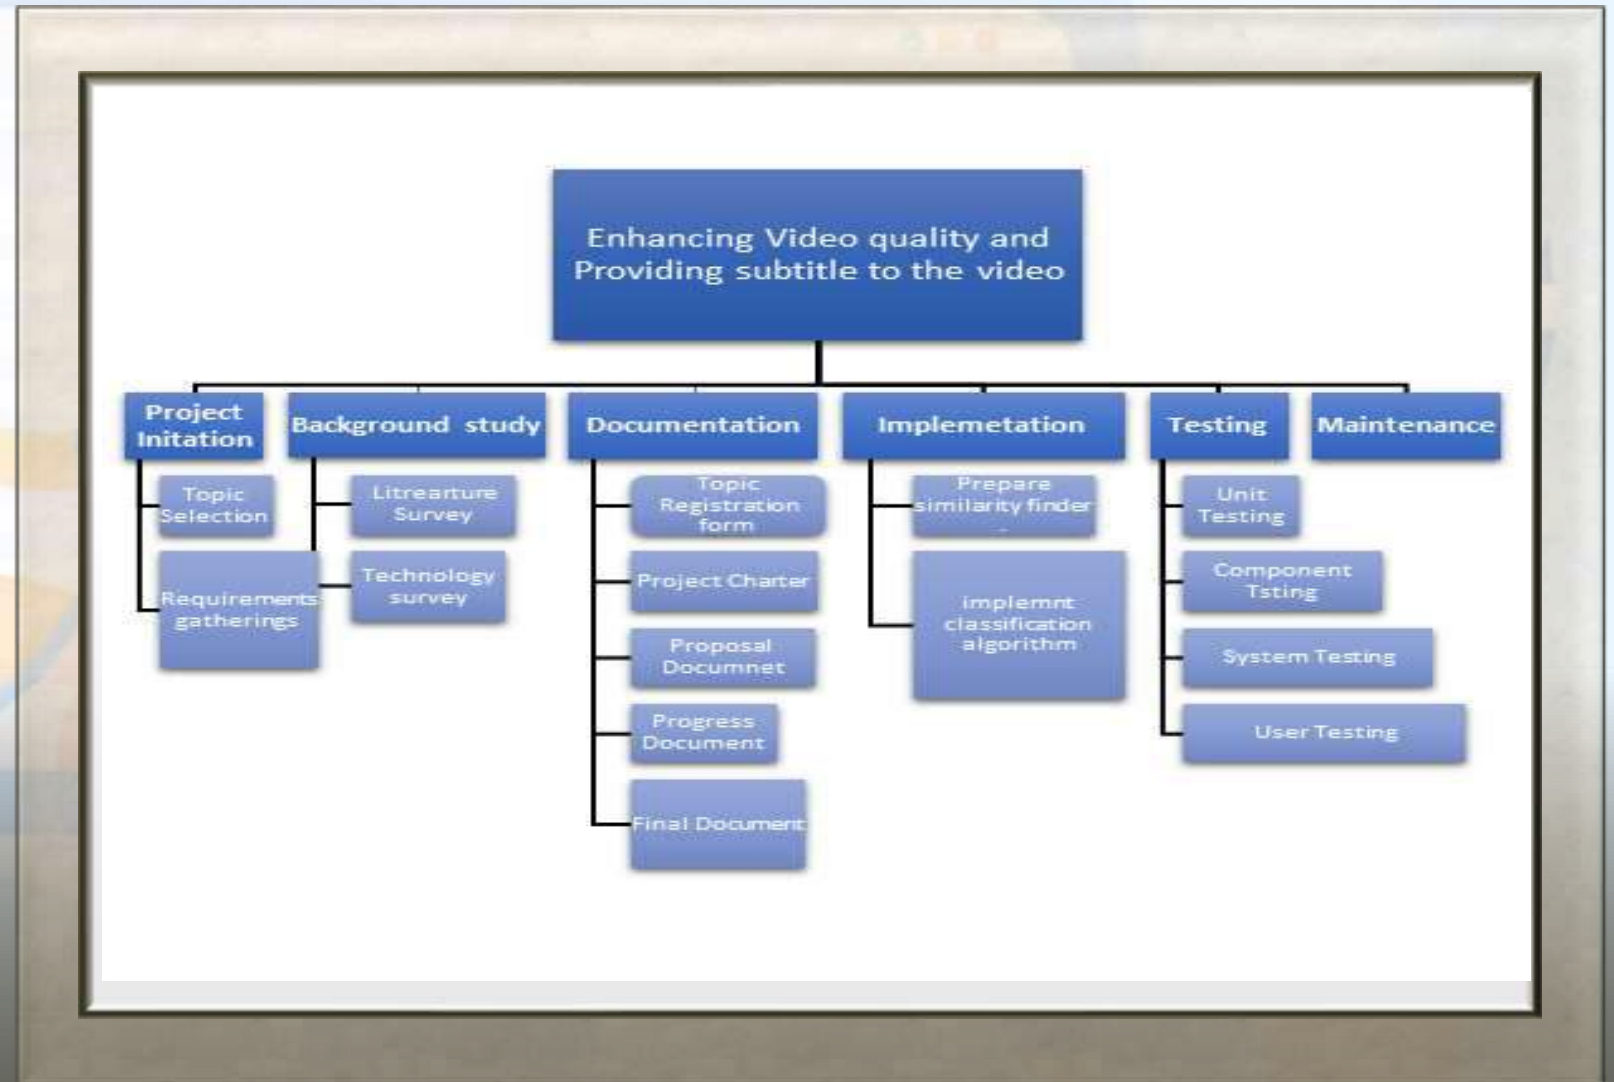 Enhancing Video quality and
Providing subtitle to the video
Project
Initation
Background study
Documentation
Implemetation
Testing
Maintenance
Topic
Selection
Requirements
gatherings
Litrearture
Survey
Technology
survey
Topic
Registration
form
Project Charter
Proposal
Documnet
Progress
Document
Final Document
Prepare
similarity finder
.
implemnt
classification
algorithm
Unit
Testing
Component
Tsting
System Testing
User Testing